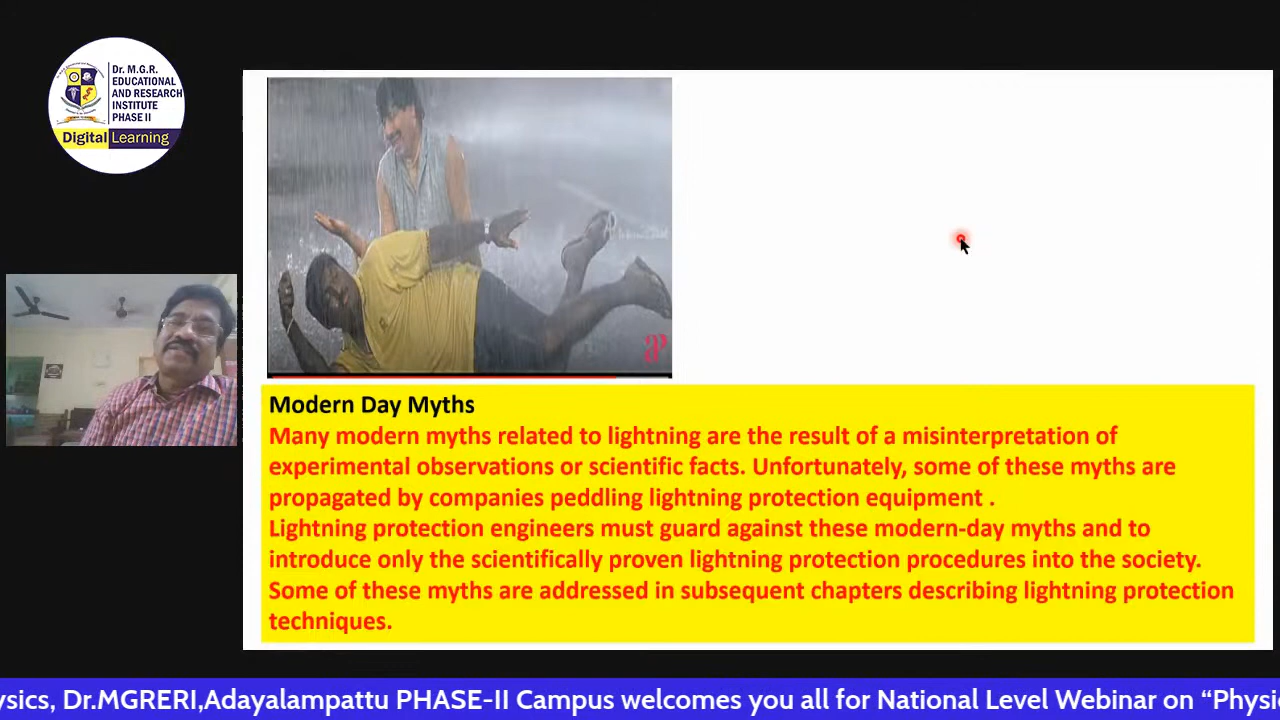 Dr. M.G.R.
EDUCATIONAL
AND RESEARCH
INSTITUTE
PHASE II
Digital Learning
Modern Day Myths
Many modern myths related to lightning are the result of a misinterpretation of
experimental observations or scientific facts. Unfortunately, some of these myths are
propagated by companies peddling lightning protection equipment .
Lightning protection engineers must guard against these modern-day myths and to
introduce only the scientifically proven lightning protection procedures into the society.
Some of these myths are addressed in subsequent chapters describing lightning protection
techniques.
ysics, Dr.MGRERI,Adayalampattu PHASE-II Campus welcomes you all for National Level Webinar on “Physi